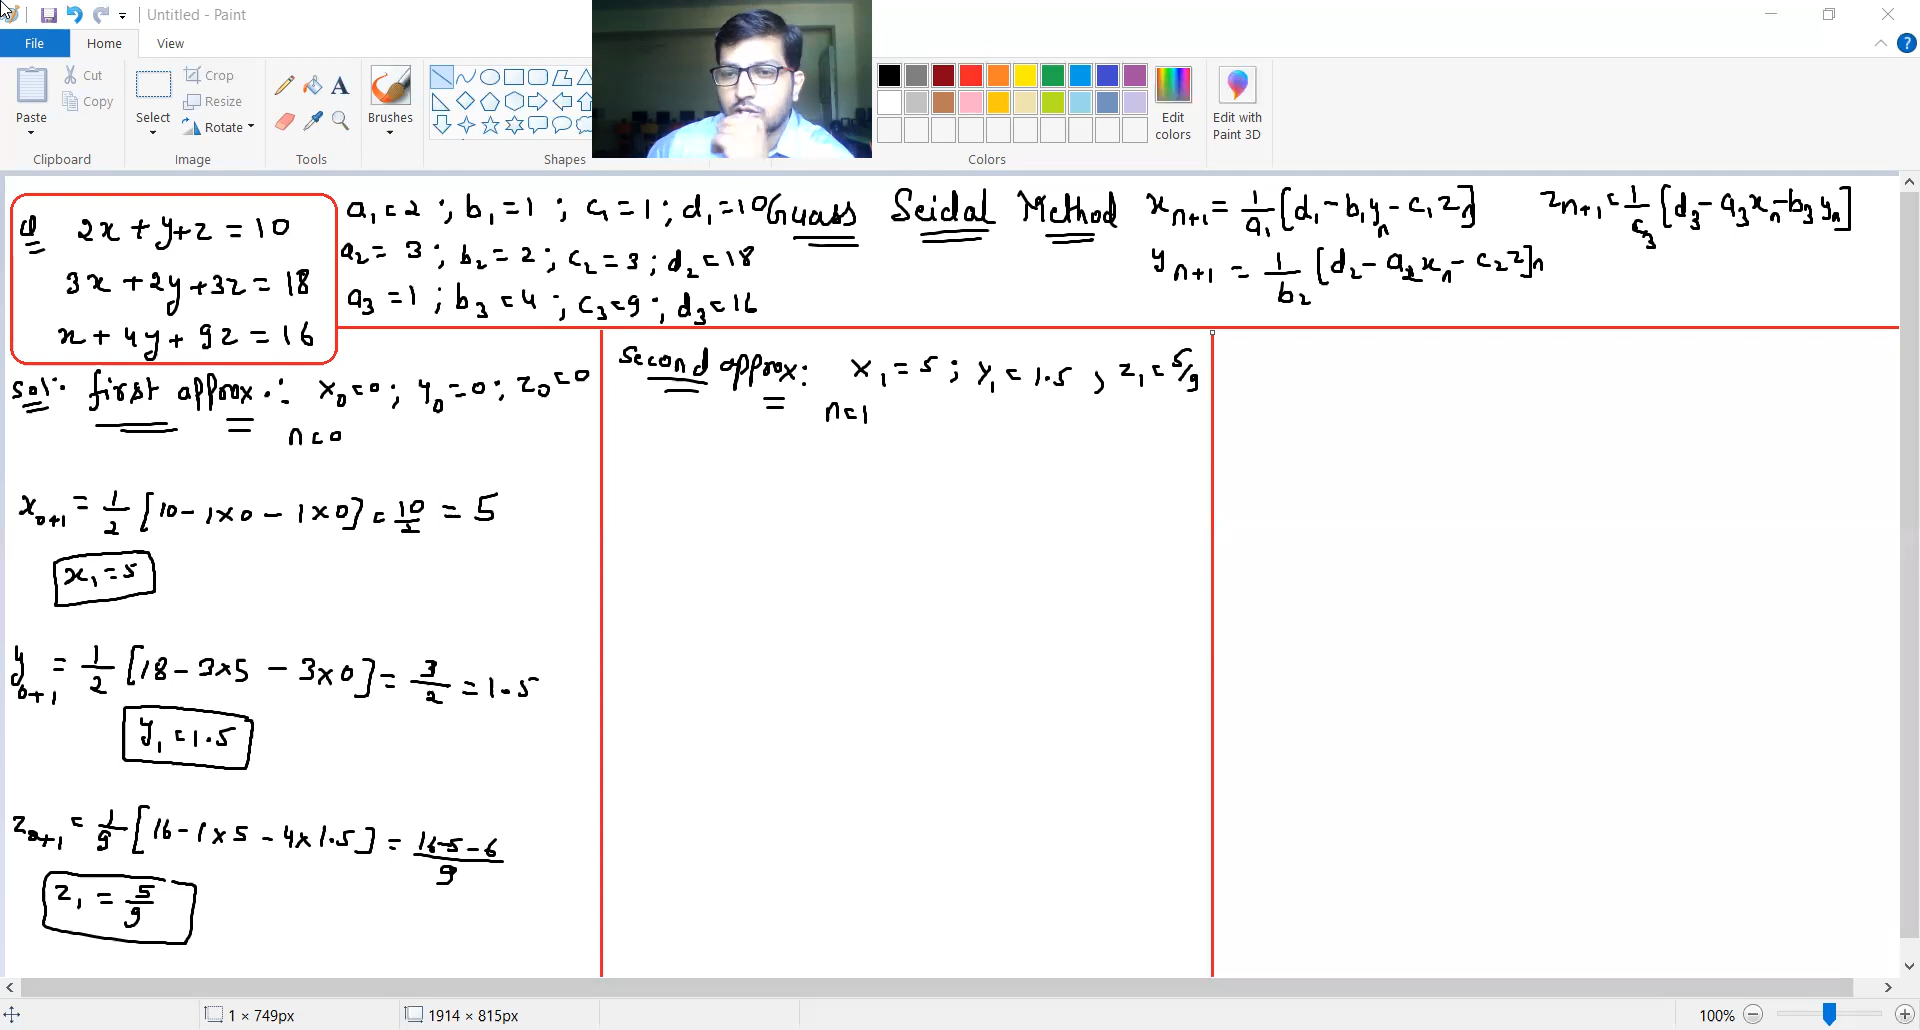 Untitled - Paint
File Home View
Paste
Cut
Copy
Clipboard
Select
Crop
Resize
Rotate
Image
Tools
Brushes
Shapes
Colors
Edit colors
Edit with Paint 3D
Q 2x + y + z = 10
3x + 2y + 3z = 18
x + 4y + 9z = 16
a₁ = 2 ; b₁ = 1 ; c₁ = 1 ; d₁ = 10
a₂ = 3 ; b₂ = 2 ; c₂ = 3 ; d₂ = 18
a₃ = 1 ; b₃ = 4 ; c₃ = 9 ; d₃ = 16
Guass Seidal Method
xₙ₊₁ = 1/a₁ [d₁ - b₁yₙ - c₁zₙ]
zₙ₊₁ = 1/c₃ [d₃ - a₃xₙ - b₃yₙ]
yₙ₊₁ = 1/b₂ [d₂ - a₂xₙ - c₂z]ₙ
sol: first approx.: x₀ = 0 ; y₀ = 0 ; z₀ = 0
n = 0
x₀₊₁ = 1/2 [10 - 1×0 - 1×0] = 10/2 = 5
x₁ = 5
y₀₊₁ = 1/2 [18 - 3×5 - 3×0] = 3/2 = 1.5
y₁ = 1.5
z₀₊₁ = 1/9 [16 - 1×5 - 4×1.5] = 16-5-6/9
z₁ = 5/9
Second approx: x₁ = 5 ; y₁ = 1.5 , z₁ = 5/9
n = 1
1 × 749px
1914 × 815px
100%